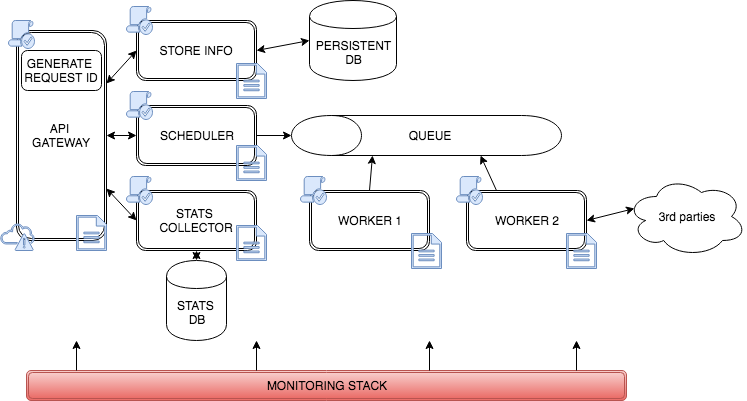 GENERATE
REQUEST ID
API
GATEWAY
STORE INFO
PERSISTENT
DB
SCHEDULER
QUEUE
STATS
COLLECTOR
WORKER 1
WORKER 2
3rd parties
STATS
DB
MONITORING STACK